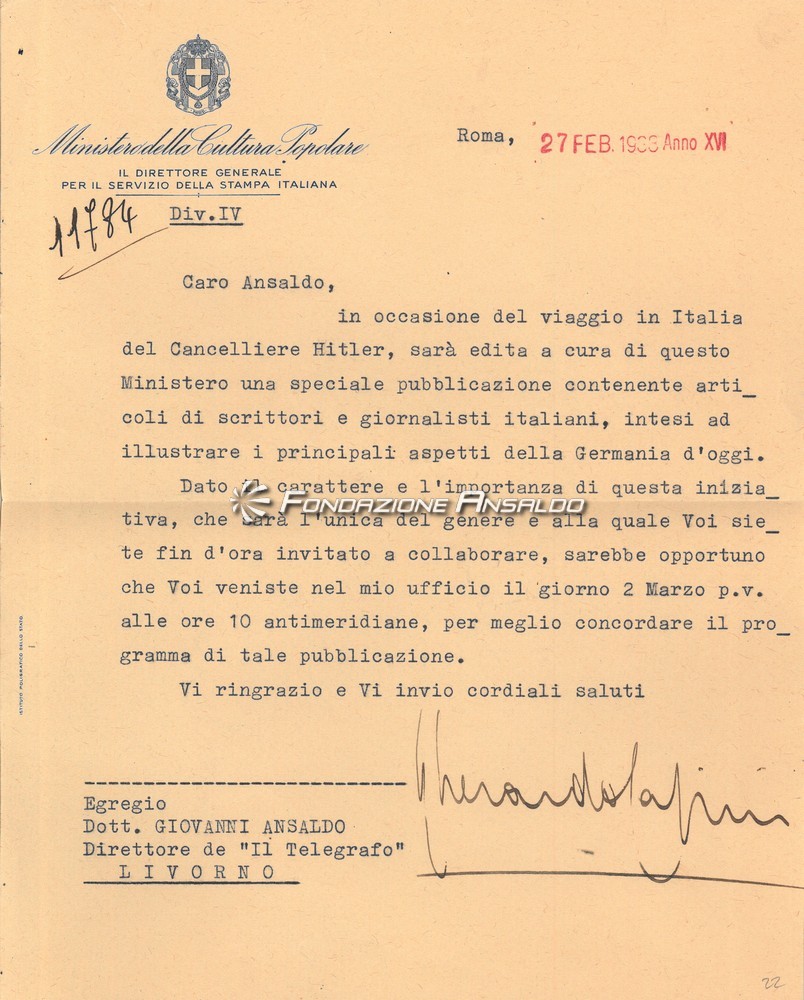 Ministero della Cultura Popolare
IL DIRETTORE GENERALE
PER IL SERVIZIO DELLA STAMPA ITALIANA
Roma, 27 FEB. 1938 Anno XVI
11784
Div.IV
Caro Ansaldo,
in occasione del viaggio in Italia
del Cancelliere Hitler, sarà edita a cura di questo
Ministero una speciale pubblicazione contenente arti_
coli di scrittori e giornalisti italiani, intesi ad
illustrare i principali aspetti della Germania d'oggi.
Dato il carattere e l'importanza di questa inizia_
FONDAZIONE ANSALDO
tiva, che sarà l'unica del genere e alla quale Voi sie_
te fin d'ora invitato a collaborare, sarebbe opportuno
che Voi veniste nel mio ufficio il giorno 2 Marzo p.v.
alle ore 10 antimeridiane, per meglio concordare il pro_
gramma di tale pubblicazione.
Vi ringrazio e Vi invio cordiali saluti
Gherardo Casini
Egregio
Dott. GIOVANNI ANSALDO
Direttore de "Il Telegrafo"
LIVORNO
ISTITUTO POLIGRAFICO DELLO STATO
22